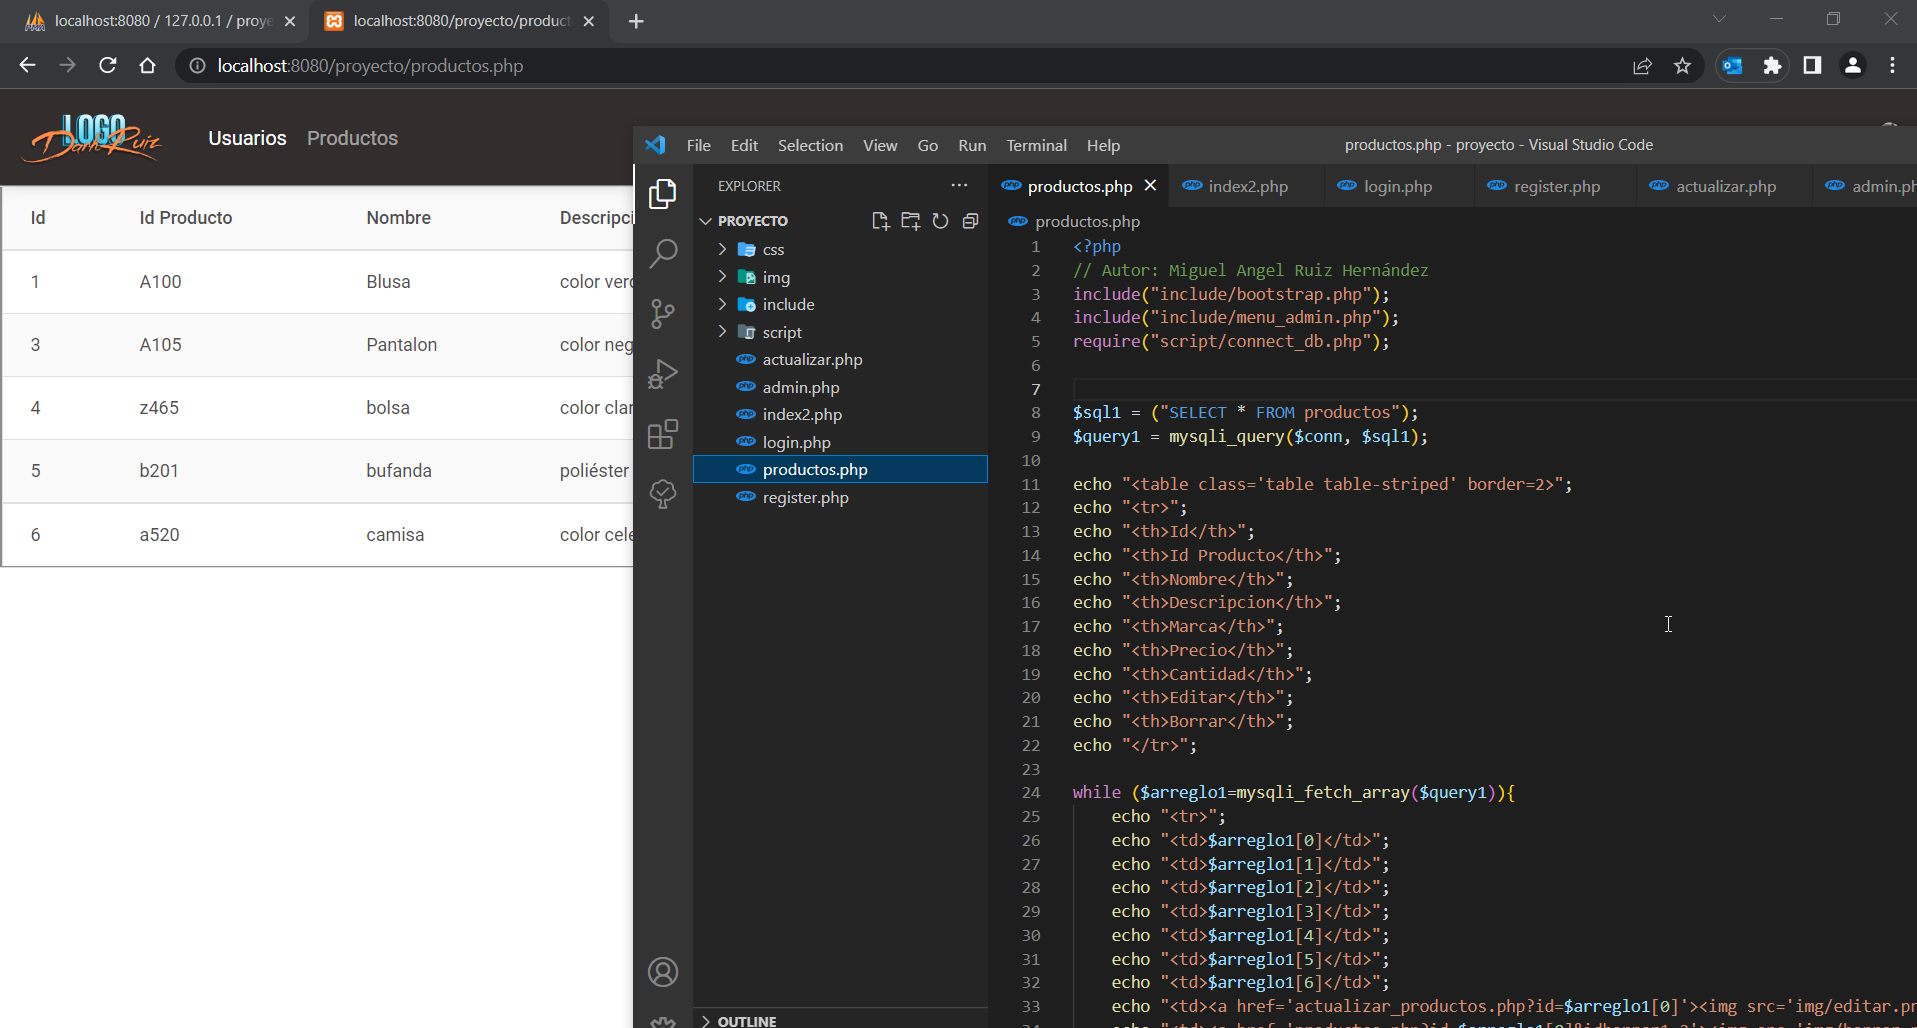 localhost:8080 / 127.0.0.1 / proye
localhost:8080/proyecto/product
localhost:8080/proyecto/productos.php
LOGO
DarkRuiz
Usuarios Productos
Id Id Producto Nombre Descripci
1 A100 Blusa color verd
3 A105 Pantalon color neg
4 z465 bolsa color clar
5 b201 bufanda poliéster
6 a520 camisa color cele
File Edit Selection View Go Run Terminal Help
productos.php - proyecto - Visual Studio Code
EXPLORER
PROYECTO
css
img
include
script
actualizar.php
admin.php
index2.php
login.php
productos.php
register.php
OUTLINE
productos.php index2.php login.php register.php actualizar.php admin.ph
productos.php
1 <?php
2 // Autor: Miguel Angel Ruiz Hernández
3 include("include/bootstrap.php");
4 include("include/menu_admin.php");
5 require("script/connect_db.php");
6
7
8 $sql1 = ("SELECT * FROM productos");
9 $query1 = mysqli_query($conn, $sql1);
10
11 echo "<table class='table table-striped' border=2>";
12 echo "<tr>";
13 echo "<th>Id</th>";
14 echo "<th>Id Producto</th>";
15 echo "<th>Nombre</th>";
16 echo "<th>Descripcion</th>";
17 echo "<th>Marca</th>";
18 echo "<th>Precio</th>";
19 echo "<th>Cantidad</th>";
20 echo "<th>Editar</th>";
21 echo "<th>Borrar</th>";
22 echo "</tr>";
23
24 while ($arreglo1=mysqli_fetch_array($query1)){
25 echo "<tr>";
26 echo "<td>$arreglo1[0]</td>";
27 echo "<td>$arreglo1[1]</td>";
28 echo "<td>$arreglo1[2]</td>";
29 echo "<td>$arreglo1[3]</td>";
30 echo "<td>$arreglo1[4]</td>";
31 echo "<td>$arreglo1[5]</td>";
32 echo "<td>$arreglo1[6]</td>";
33 echo "<td><a href='actualizar_productos.php?id=$arreglo1[0]'><img src='img/editar.pn